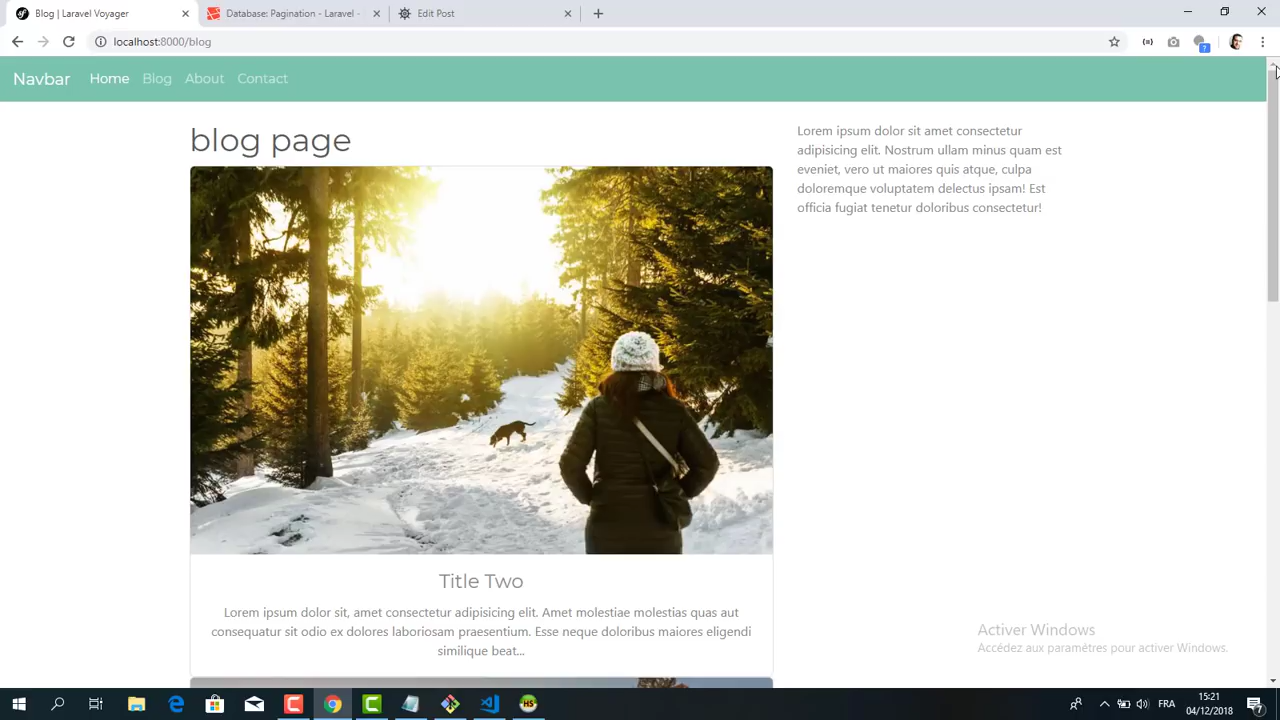 Blog | Laravel Voyager
Database: Pagination - Laravel -
Edit Post
localhost:8000/blog
Navbar
Home
Blog
About
Contact
blog page
Lorem ipsum dolor sit amet consectetur
adipisicing elit. Nostrum ullam minus quam est
eveniet, vero ut maiores quis atque, culpa
doloremque voluptatem delectus ipsam! Est
officia fugiat tenetur doloribus consectetur!
Title Two
Lorem ipsum dolor sit, amet consectetur adipisicing elit. Amet molestiae molestias quas aut
consequatur sit odio ex dolores laboriosam praesentium. Esse neque doloribus maiores eligendi
similique beat...
Activer Windows
Accédez aux paramètres pour activer Windows.
HS
FRA
15:21
04/12/2018
7